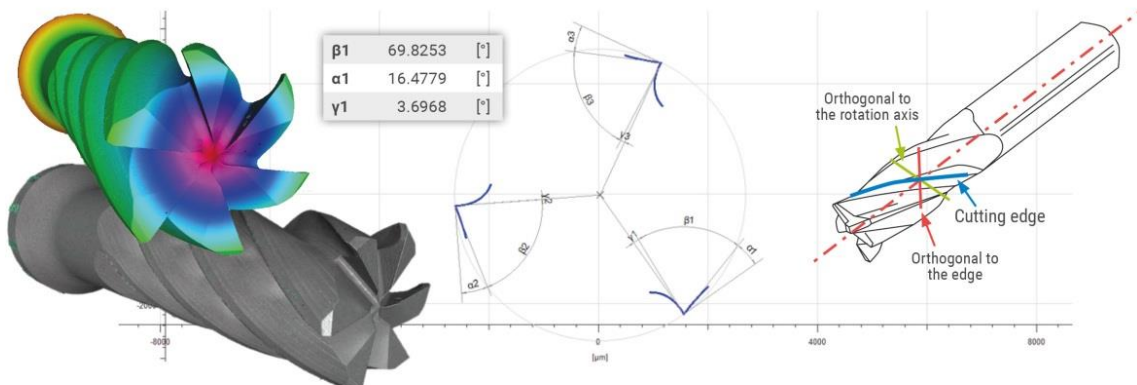 β1 69.8253 [°]
α1 16.4779 [°]
γ1 3.6968 [°]
α3
β3
γ3
γ2
β2
α2
γ1
β1
α1
Orthogonal to
the rotation axis
Cutting edge
Orthogonal to
the edge
-8000
0
2000
4000
8000
[µm]